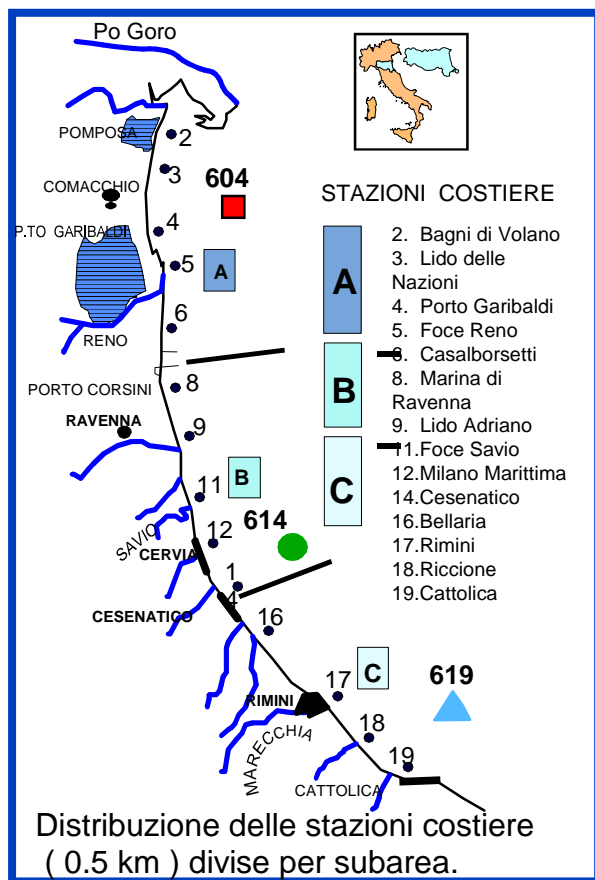 Po Goro
POMPOSA
2
3
604
COMACCHIO
P.TO GARIBALDI
4
5
A
6
RENO
PORTO CORSINI
8
RAVENNA
9
B
11
SAVIO
614
12
CERVIA
1
4
CESENATICO
16
17
C
619
RIMINI
MARECCHIA
18
19
CATTOLICA
STAZIONI COSTIERE
A
B
C
2. Bagni di Volano
3. Lido delle
Nazioni
4. Porto Garibaldi
5. Foce Reno
6. Casalborsetti
8. Marina di
Ravenna
9. Lido Adriano
11.Foce Savio
12.Milano Marittima
14.Cesenatico
16.Bellaria
17.Rimini
18.Riccione
19.Cattolica
Distribuzione delle stazioni costiere
( 0.5 km ) divise per subarea.